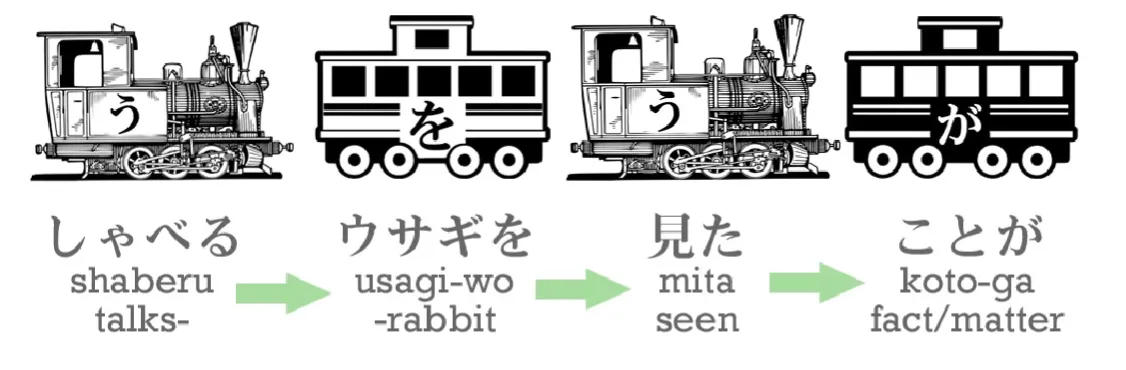 う を う が
しゃべる ウサギを 見た ことが
shaberu usagi-wo mita koto-ga
talks- -rabbit seen fact/matter